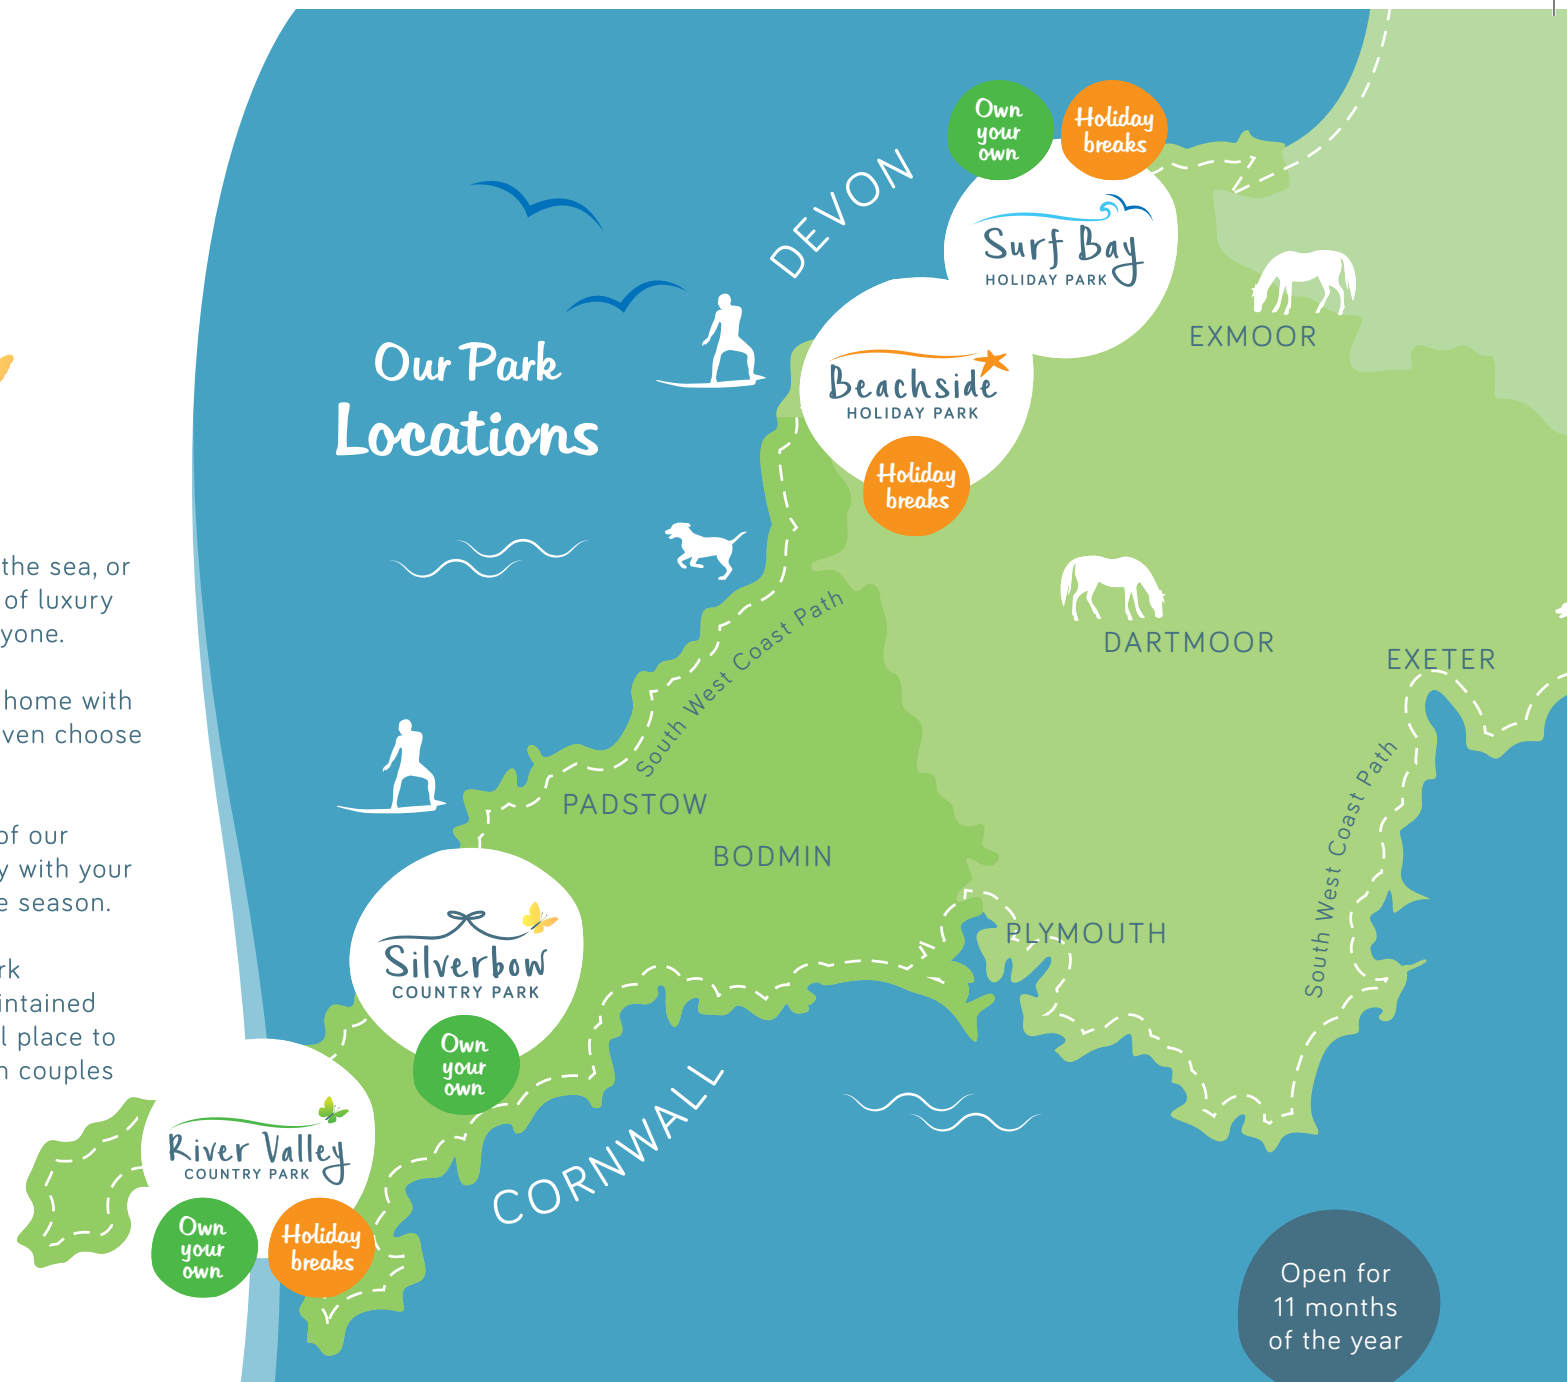 the sea, or
of luxury
yone.
home with
ven choose
of our
y with your
e season.
rk
intained
l place to
n couples
Our Park
Locations
DEVON
Own
your
own
Holiday
breaks
Surf Bay
HOLIDAY PARK
Beachside
HOLIDAY PARK
Holiday
breaks
EXMOOR
DARTMOOR
EXETER
South West Coast Path
South West Coast Path
PADSTOW
BODMIN
PLYMOUTH
Silverbow
COUNTRY PARK
Own
your
own
CORNWALL
River Valley
COUNTRY PARK
Own
your
own
Holiday
breaks
Open for
11 months
of the year